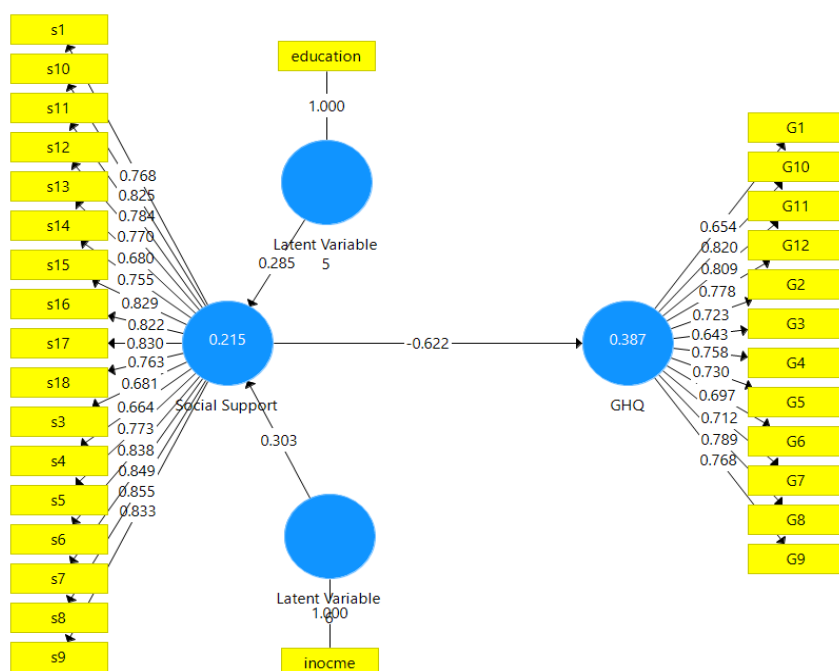 s1
s10
s11
s12
s13
s14
s15
s16
s17
s18
s3
s4
s5
s6
s7
s8
s9
0.768
0.825
0.784
0.770
0.680
0.755
0.829
0.822
0.830
0.763
0.681
0.664
0.773
0.838
0.849
0.855
0.833
education
1.000
Latent Variable
5
0.285
0.215
Social Support
-0.622
0.303
Latent Variable
6
1.000
inocme
0.387
GHQ
0.654
0.820
0.809
0.778
0.723
0.643
0.758
0.730
0.697
0.712
0.789
0.768
G1
G10
G11
G12
G2
G3
G4
G5
G6
G7
G8
G9